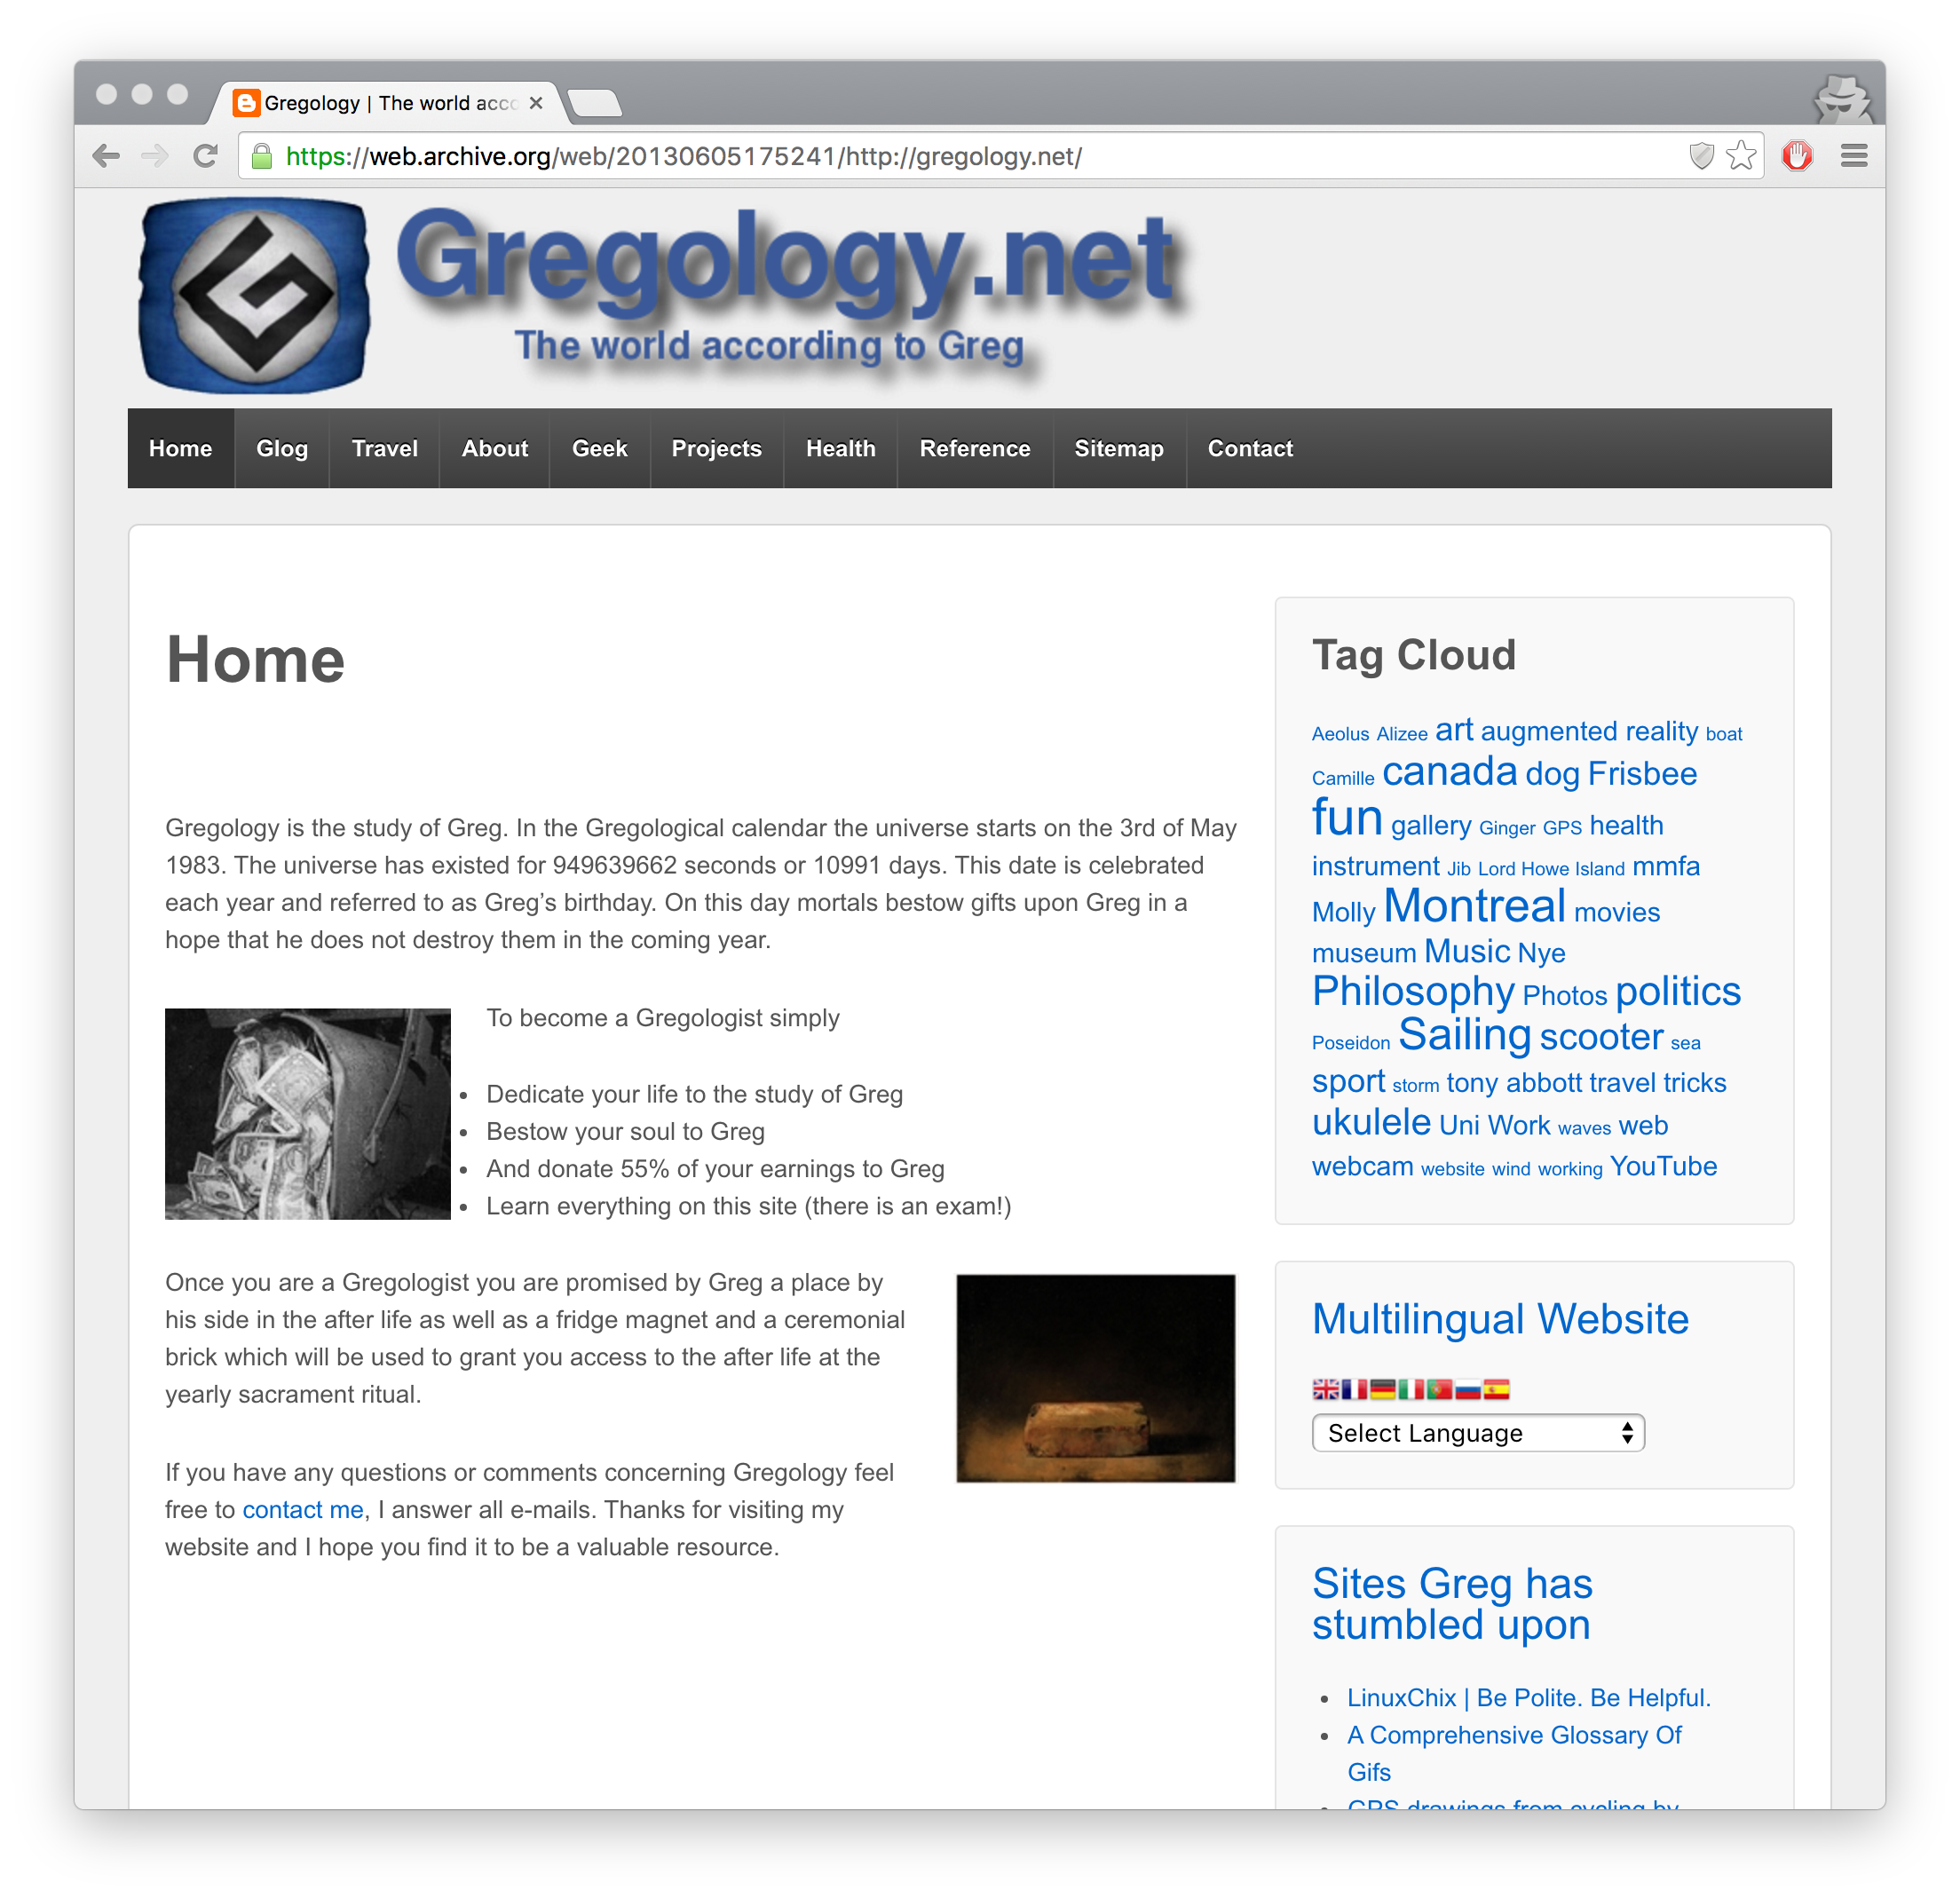 Gregology | The world acco
https://web.archive.org/web/20130605175241/http://gregology.net/
Gregology.net
The world according to Greg
Home Glog Travel About Geek Projects Health Reference Sitemap Contact
Home
Gregology is the study of Greg. In the Gregological calendar the universe starts on the 3rd of May
1983. The universe has existed for 949639662 seconds or 10991 days. This date is celebrated
each year and referred to as Greg’s birthday. On this day mortals bestow gifts upon Greg in a
hope that he does not destroy them in the coming year.
To become a Gregologist simply
Dedicate your life to the study of Greg
Bestow your soul to Greg
And donate 55% of your earnings to Greg
Learn everything on this site (there is an exam!)
Once you are a Gregologist you are promised by Greg a place by
his side in the after life as well as a fridge magnet and a ceremonial
brick which will be used to grant you access to the after life at the
yearly sacrament ritual.
If you have any questions or comments concerning Gregology feel
free to contact me, I answer all e-mails. Thanks for visiting my
website and I hope you find it to be a valuable resource.
Tag Cloud
Aeolus Alizee art augmented reality boat
Camille canada dog Frisbee
fun gallery Ginger GPS health
instrument Jib Lord Howe Island mmfa
Molly Montreal movies
museum Music Nye
Philosophy Photos politics
Poseidon Sailing scooter sea
sport storm tony abbott travel tricks
ukulele Uni Work waves web
webcam website wind working YouTube
Multilingual Website
Select Language
Sites Greg has
stumbled upon
LinuxChix | Be Polite. Be Helpful.
A Comprehensive Glossary Of
Gifs
GPS drawings from cycling by